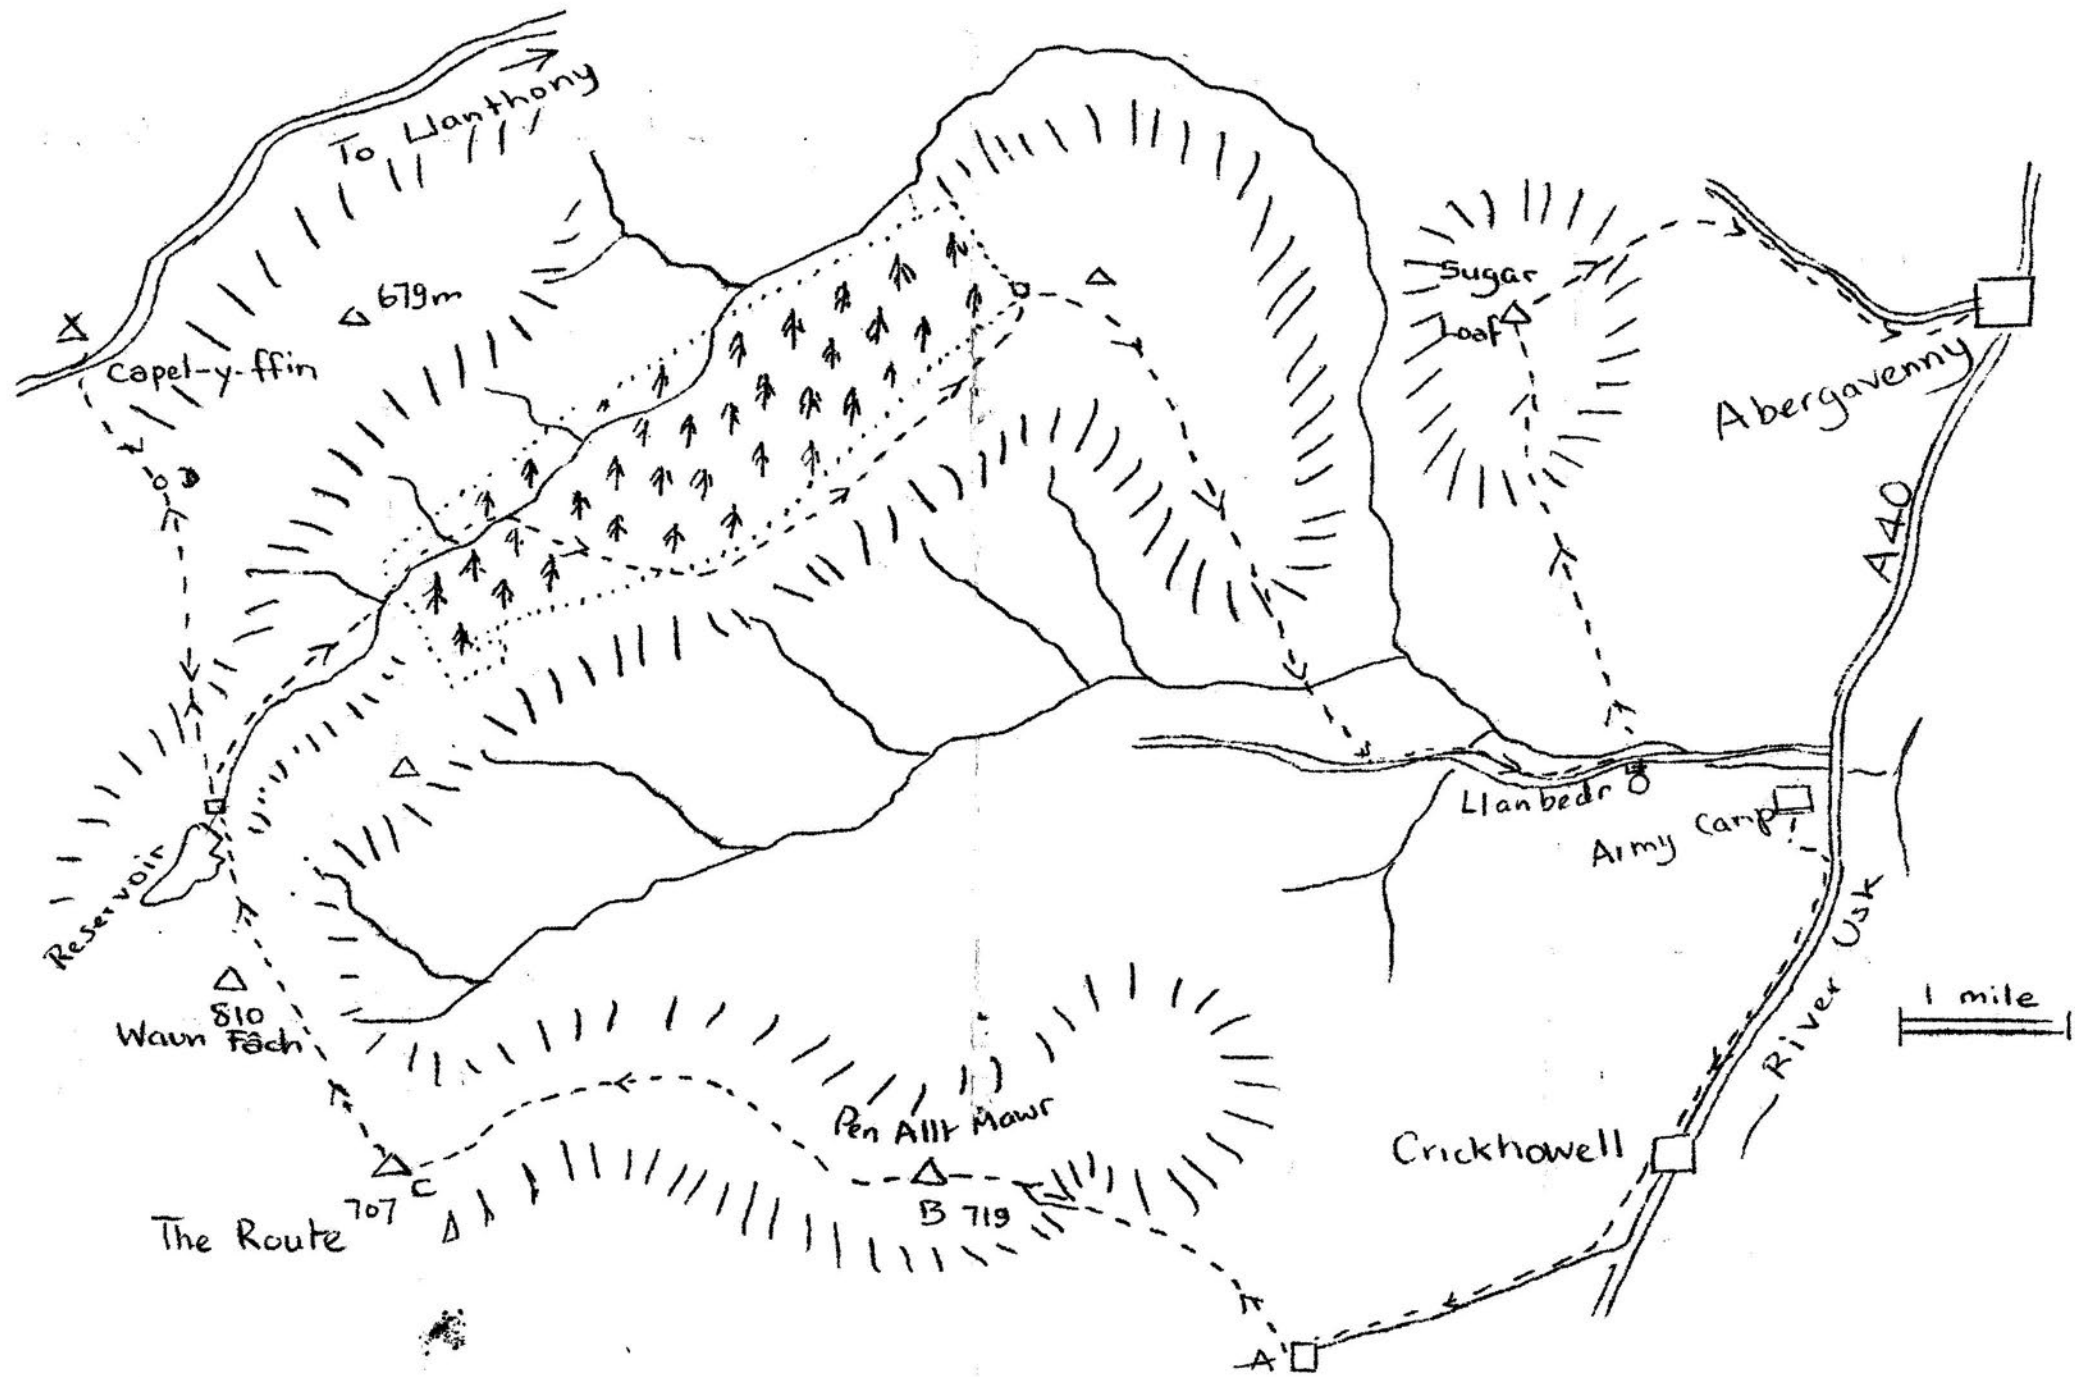 To Llanthony
679m
Capel-y-ffin
D
Sugar
Loaf
Abergavenny
A40
Llanbedr
Army Camp
Reservoir
810
Waun Fâch
River Usk
1 mile
Pen Allt Mawr
Crickhowell
B 719
C
707
The Route
A